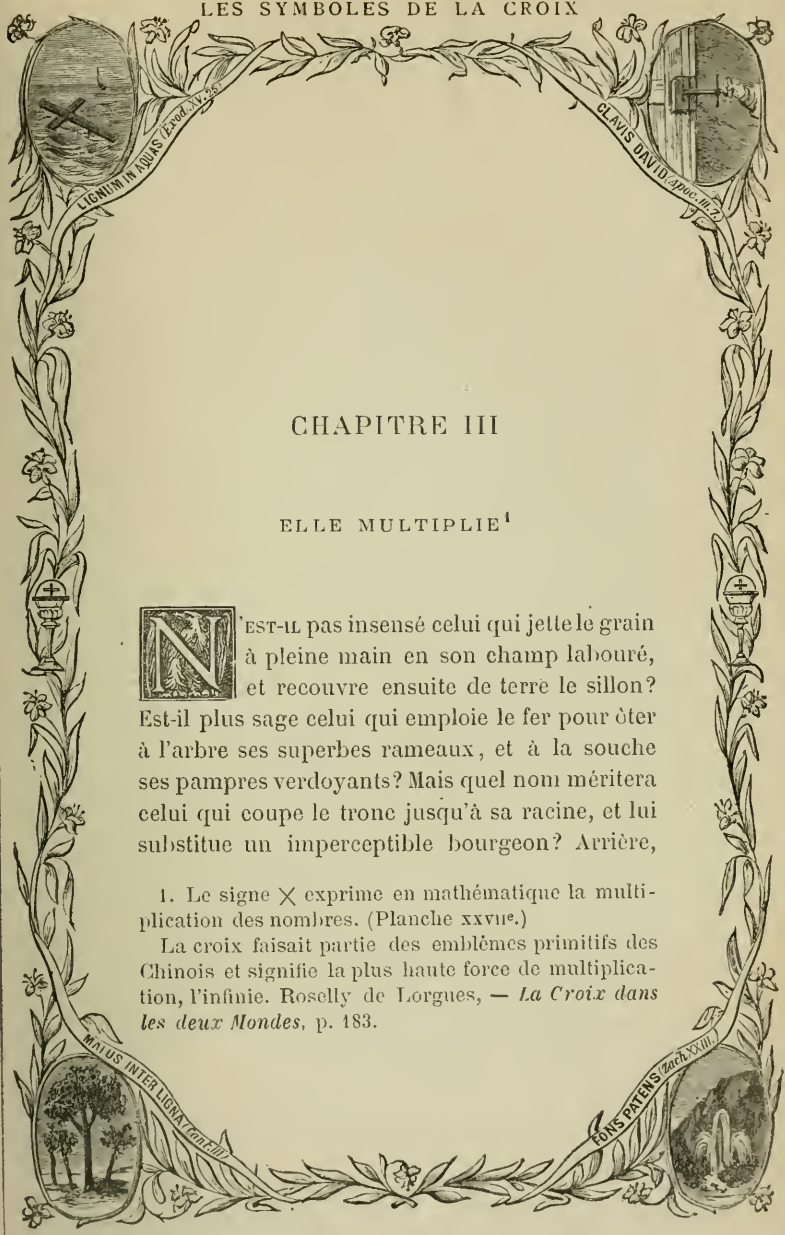 LES SYMBOLES DE LA CROIX
LIGNUM IN AQUAS (Exod. XV. 25)
CLAVIS DAVID (Apoc. III. 7.)
CHAPITRE III
ELLE MULTIPLIE¹
N'EST-IL pas insensé celui qui jette le grain
à pleine main en son champ labouré,
et recouvre ensuite de terre le sillon?
Est-il plus sage celui qui emploie le fer pour ôter
à l'arbre ses superbes rameaux, et à la souche
ses pampres verdoyants? Mais quel nom méritera
celui qui coupe le tronc jusqu'à sa racine, et lui
substitue un imperceptible bourgeon? Arrière,
1. Le signe X exprime en mathématique la multi-
plication des nombres. (Planche XXVIIe.)
La croix faisait partie des emblèmes primitifs des
Chinois et signifie la plus haute force de multiplica-
tion, l'infinie. Roselly de Lorgues, — La Croix dans
les deux Mondes, p. 183.
MALUS INTER LIGNA (Cant. III)
FONS PATENS (Zach XXIII.)